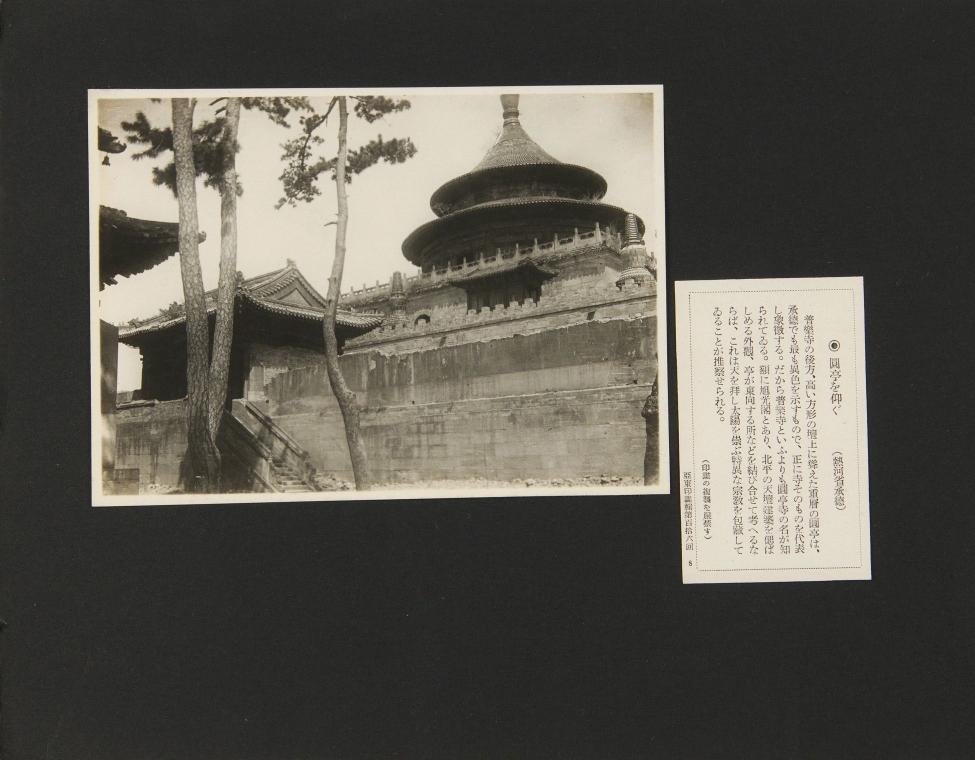 ◉ 圓亭を仰ぐ
（熱河省承德）
普樂寺の後方、高い方形の壇上に聳えた重層の圓亭は、
承德でも最も異色を示すもので、正に寺そのものを代表
し象徵する。だから普樂寺といふよりも圓亭寺の名が知
られてゐる。額に旭光閣とあり、北平の天壇建築を偲ば
しめる外觀、亭が東向する所などを結び合せて考へるな
らば、これは天を拜し太陽を崇ぶ特異な宗敎を包藏して
ゐることが推察せられる。
（印畫の複製を嚴禁す）
亞東印畫輯第百拾六回 8